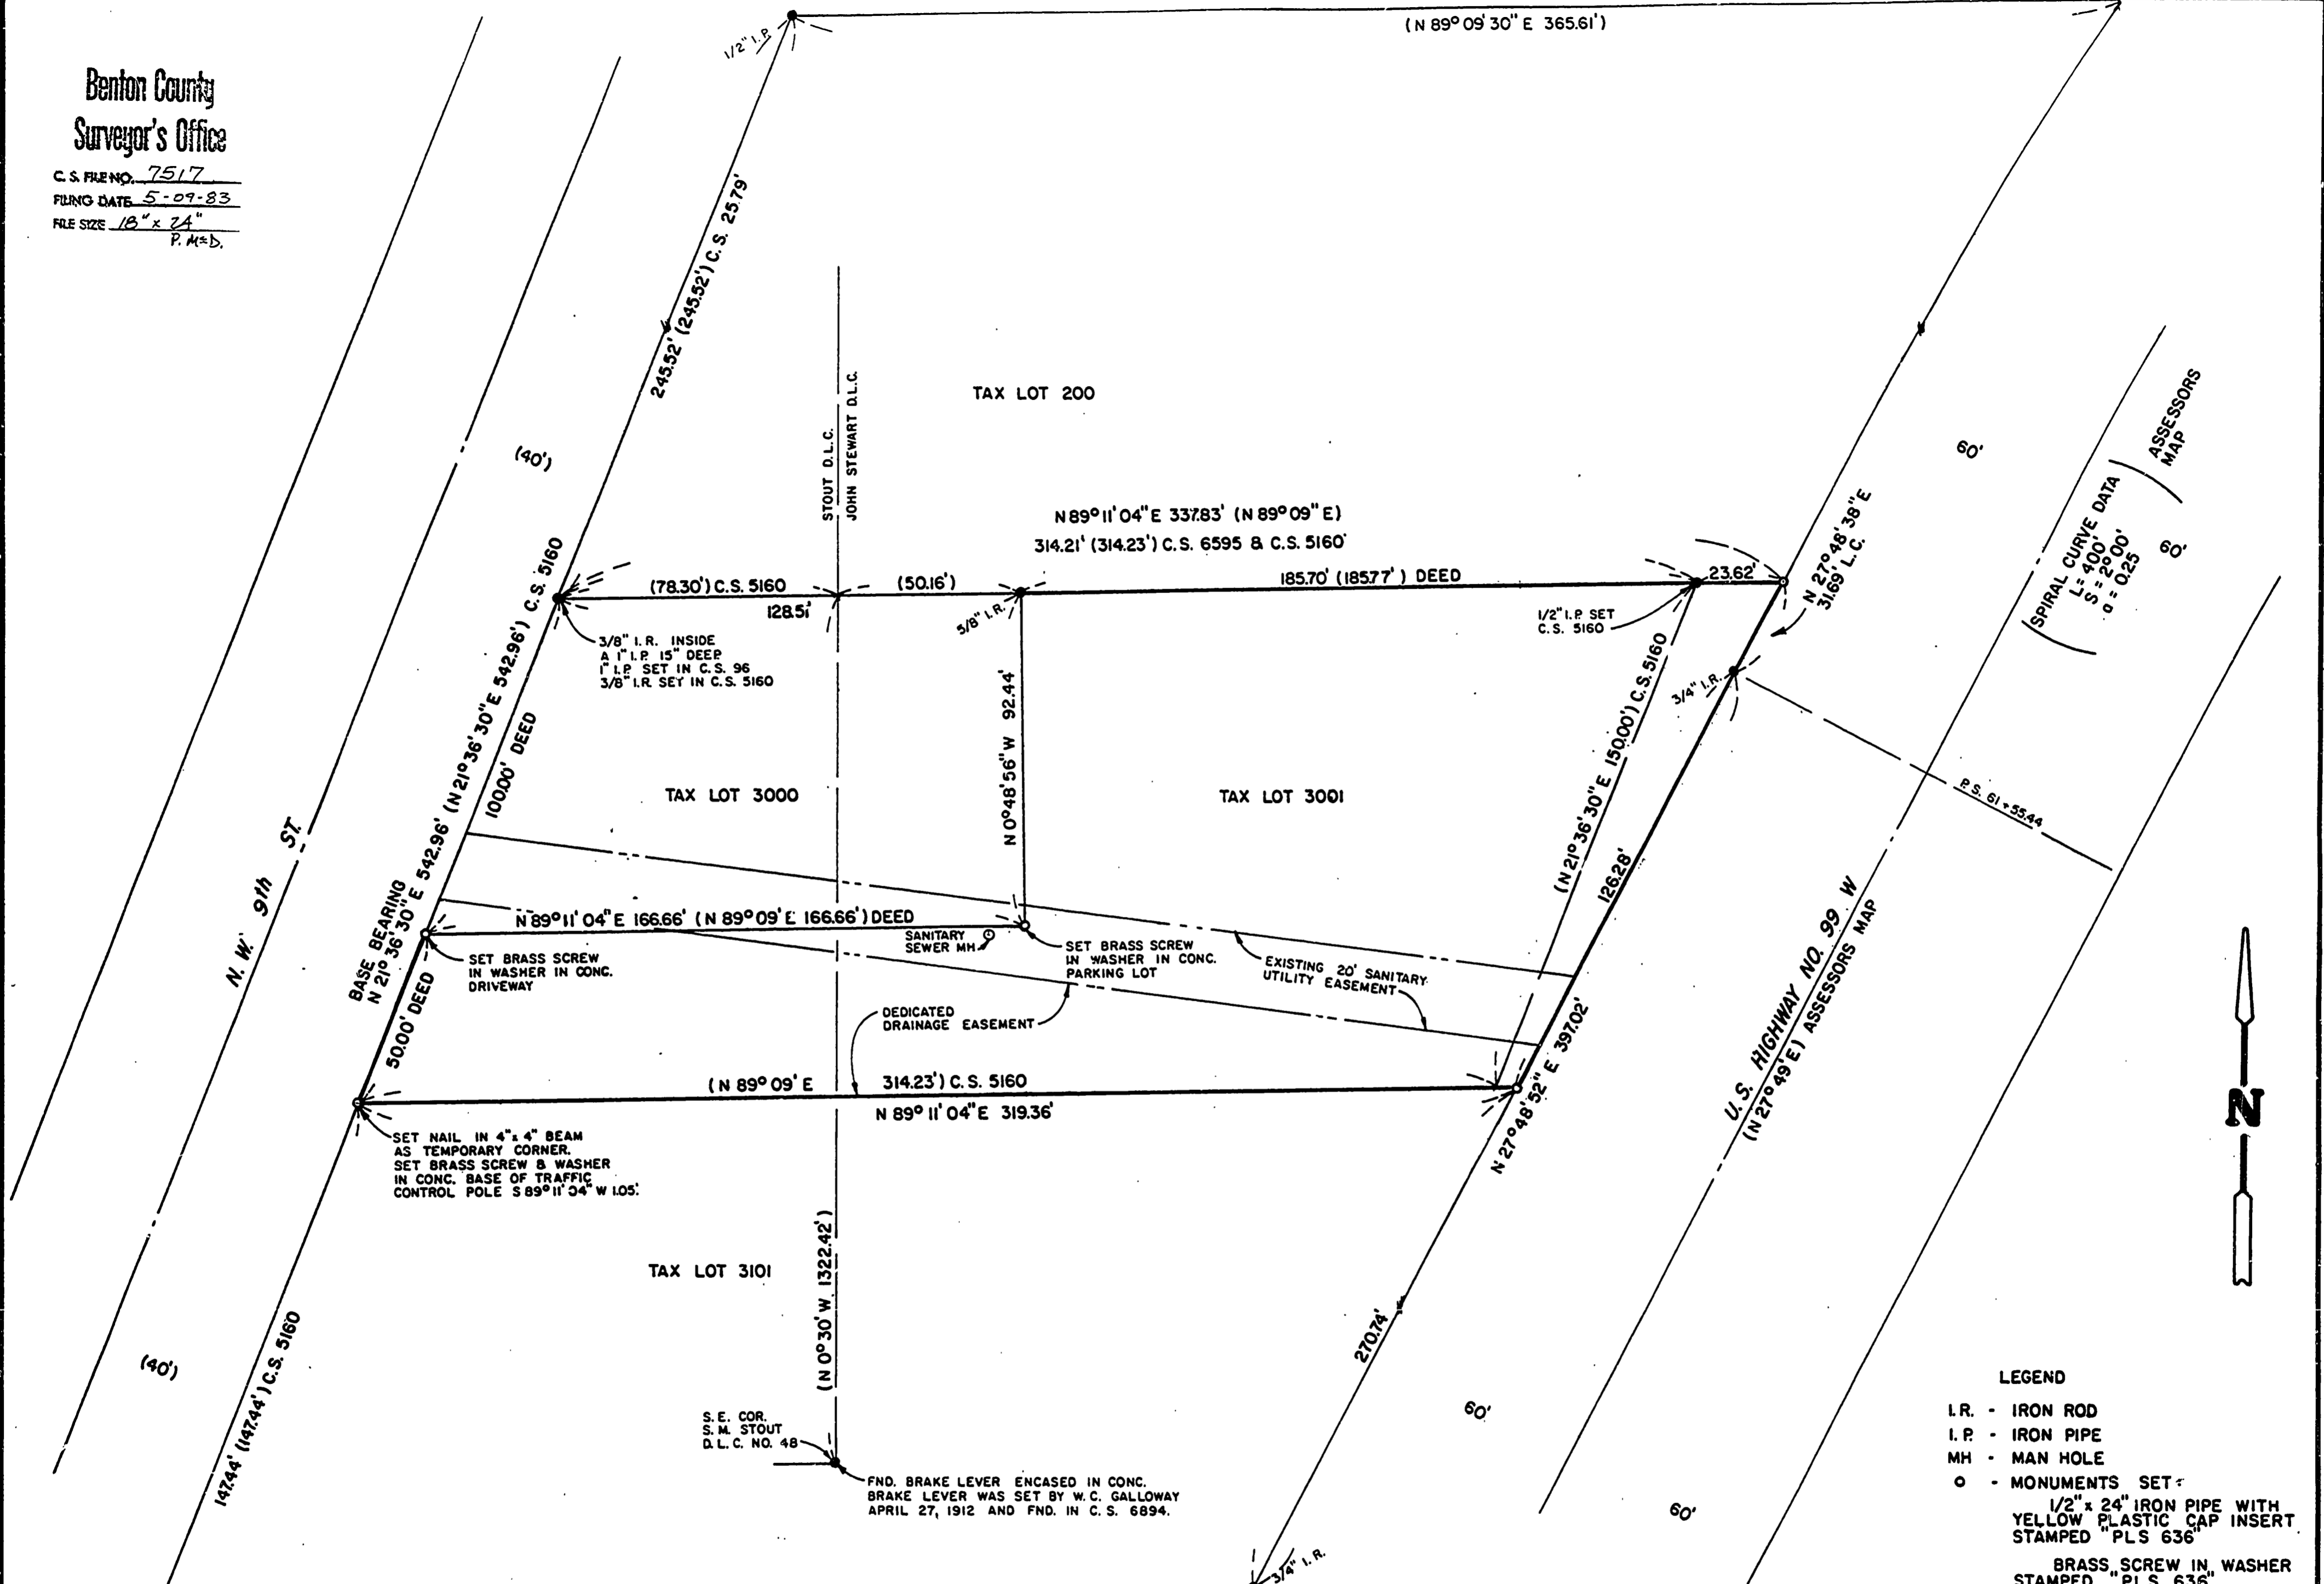 Benton County
Surveyor's Office
C. S. FILE NO. 7517
FILING DATE 5-09-83
FILE SIZE 18" x 24"
1/2" I.P.
(N 89° 09' 30" E 365.61')
245.52' (245.52') C. S. 25.79'
(40')
STOUT D.L.C.
JOHN STEWART D.L.C.
TAX LOT 200
60'
ASSESSORS
MAP
SPIRAL CURVE DATA
L = 400'
S = 2° 00'
a = 0.25
60'
N 89° 11' 04" E 337.83' (N 89° 09" E)
314.21' (314.23') C.S. 6595 & C.S. 5160'
N 27° 48' 38" E
31.69' L.C.
(78.30') C.S. 5160
(50.16')
185.70' (185.77') DEED
23.62'
128.51'
5/8" I.R.
1/2" I.P. SET
C.S. 5160
3/8" I.R. INSIDE
A 1" I.P. 15" DEEP
1" I.P. SET IN C.S. 96
3/8" I.R. SET IN C.S. 5160
3/4" I.R.
BASE BEARING
N 21° 36' 30" E 542.96' (N 21° 36' 30" E 542.96') C. S. 5160
100.00' DEED
N 0° 48' 56" W 92.44'
(N 21° 36' 30" E 150.00') C.S. 5160
TAX LOT 3000
TAX LOT 3001
P. S. 61 + 55.44
N. W. 9th ST.
126.28'
N 89° 11' 04" E 166.66' (N 89° 09' E 166.66') DEED
SANITARY
SEWER MH
SET BRASS SCREW
IN WASHER IN CONC.
DRIVEWAY
SET BRASS SCREW
IN WASHER IN CONC.
PARKING LOT
EXISTING 20' SANITARY
UTILITY EASEMENT
U. S. HIGHWAY NO. 99 W
(N 27° 49' E) ASSESSORS MAP
50.00' DEED
DEDICATED
DRAINAGE EASEMENT
(N 89° 09' E 314.23') C. S. 5160
N 89° 11' 04" E 319.36'
N 27° 48' 52" E 397.02'
N
SET NAIL IN 4" x 4" BEAM
AS TEMPORARY CORNER.
SET BRASS SCREW & WASHER
IN CONC. BASE OF TRAFFIC
CONTROL POLE S 89° 11' 04" W 1.05'.
(N 0° 30' W 1322.42')
TAX LOT 3101
270.74'
147.44' (147.44') C.S. 5160
(40')
60'
60'
S. E. COR.
S. M. STOUT
D. L. C. NO. 48
FND. BRAKE LEVER ENCASED IN CONC.
BRAKE LEVER WAS SET BY W. C. GALLOWAY
APRIL 27, 1912 AND FND. IN C. S. 6894.
3/4" I. R.
LEGEND
I.R. - IRON ROD
I. P. - IRON PIPE
MH - MAN HOLE
O - MONUMENTS SET:
1/2" x 24" IRON PIPE WITH
YELLOW PLASTIC CAP INSERT
STAMPED "PLS 636"
BRASS SCREW IN WASHER
STAMPED "PLS 636"